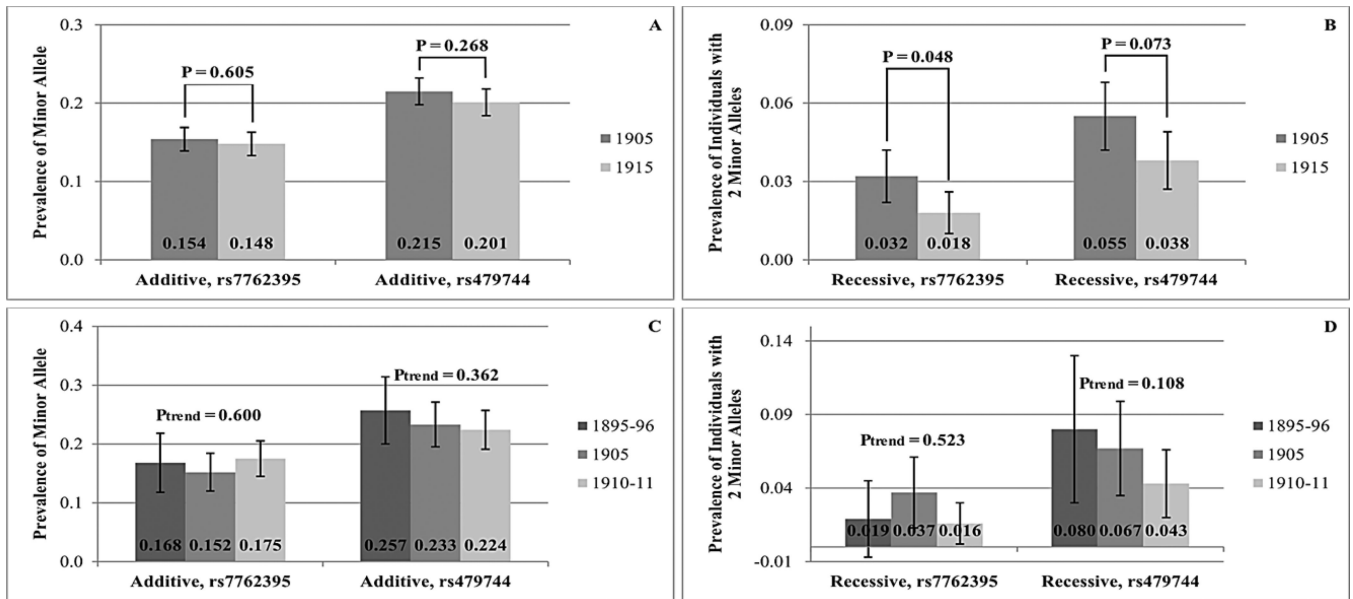 A
Prevalence of Minor Allele
0.3
0.2
0.1
0.0
P = 0.605
P = 0.268
0.154
0.148
0.215
0.201
Additive, rs7762395
Additive, rs479744
1905
1915
B
Prevalence of Individuals with
2 Minor Alleles
0.09
0.06
0.03
0.00
P = 0.048
P = 0.073
0.032
0.018
0.055
0.038
Recessive, rs7762395
Recessive, rs479744
1905
1915
C
Prevalence of Minor Allele
0.4
0.3
0.2
0.1
0.0
Ptrend = 0.600
Ptrend = 0.362
0.168
0.152
0.175
0.257
0.233
0.224
Additive, rs7762395
Additive, rs479744
1895-96
1905
1910-11
D
Prevalence of Individuals with
2 Minor Alleles
0.14
0.09
0.04
-0.01
Ptrend = 0.523
Ptrend = 0.108
0.019
0.037
0.016
0.080
0.067
0.043
Recessive, rs7762395
Recessive, rs479744
1895-96
1905
1910-11